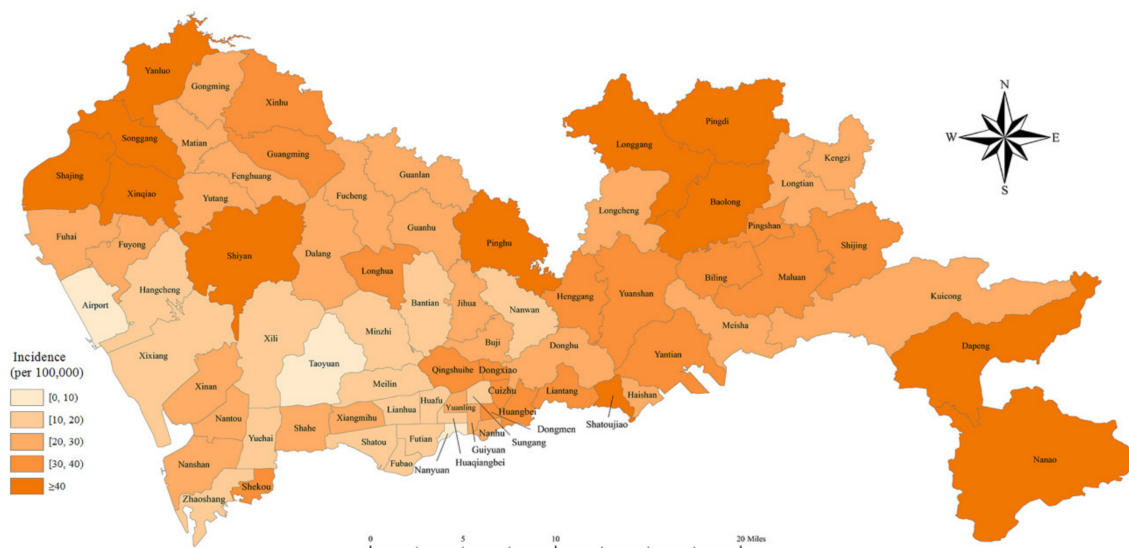 Yanluo
Gongming
Xinhu
Songgang
Matian
Guangming
Shajing
Xinqiao
Fenghuang
Yutang
Fucheng
Guanlan
Fuhai
Fuyong
Shiyan
Dalang
Guanhu
Pinghu
Longgang
Pingdi
Kengzi
Longtian
Longcheng
Baolong
Pingshan
Shijing
Airport
Hangcheng
Longhua
Bantian
Jihua
Nanwan
Henggang
Yuanshan
Biling
Maluan
Kuicong
Xixiang
Xili
Taoyuan
Minzhi
Buji
Donghu
Yantian
Meisha
Dapeng
Xinan
Meilin
Qingshuihe
Dongxiao
Cuizhu
Liantang
Haishan
Nantou
Yuehai
Shahe
Xiangmihu
Lianhua
Huafu
Yuanling
Huangbei
Shatoujiao
Nanshan
Shatou
Futian
Nanhu
Dongmen
Sungang
Guiyuan
Fubao
Nanyuan
Huaqiangbei
Zhaoshang
Shekou
Nanao
N
W
E
S
Incidence
(per 100,000)
[0, 10)
[10, 20)
[20, 30)
[30, 40)
≥40
0 5 10 20 Miles